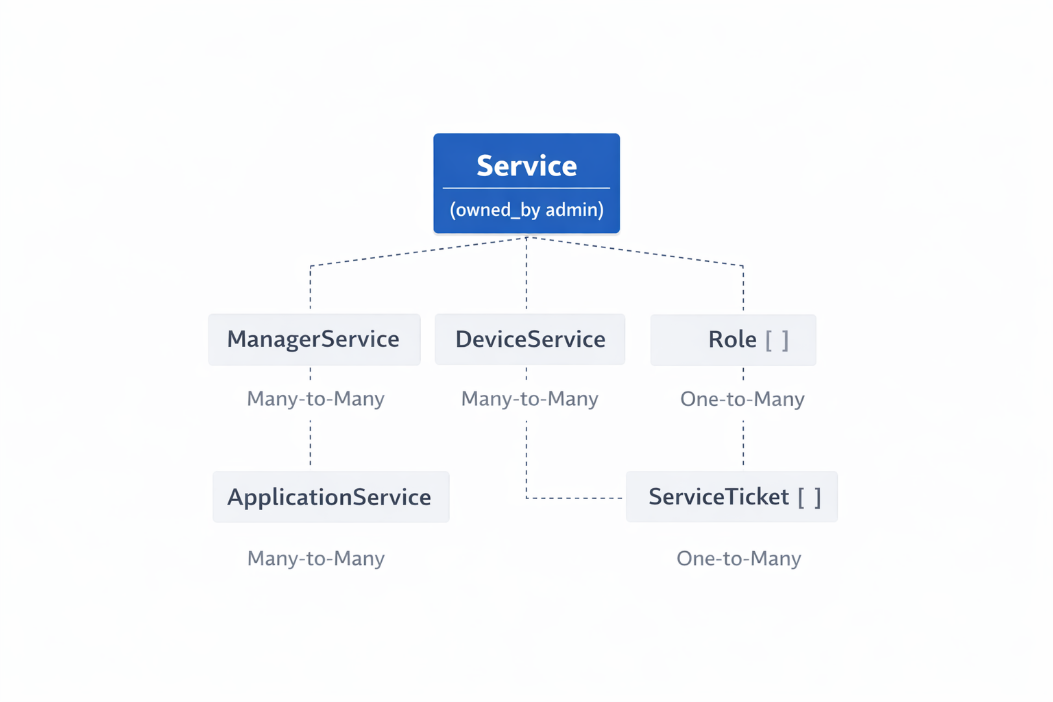 Service
(owned_by admin)
ManagerService
DeviceService
Role [ ]
Many-to-Many
Many-to-Many
One-to-Many
ApplicationService
ServiceTicket [ ]
Many-to-Many
One-to-Many